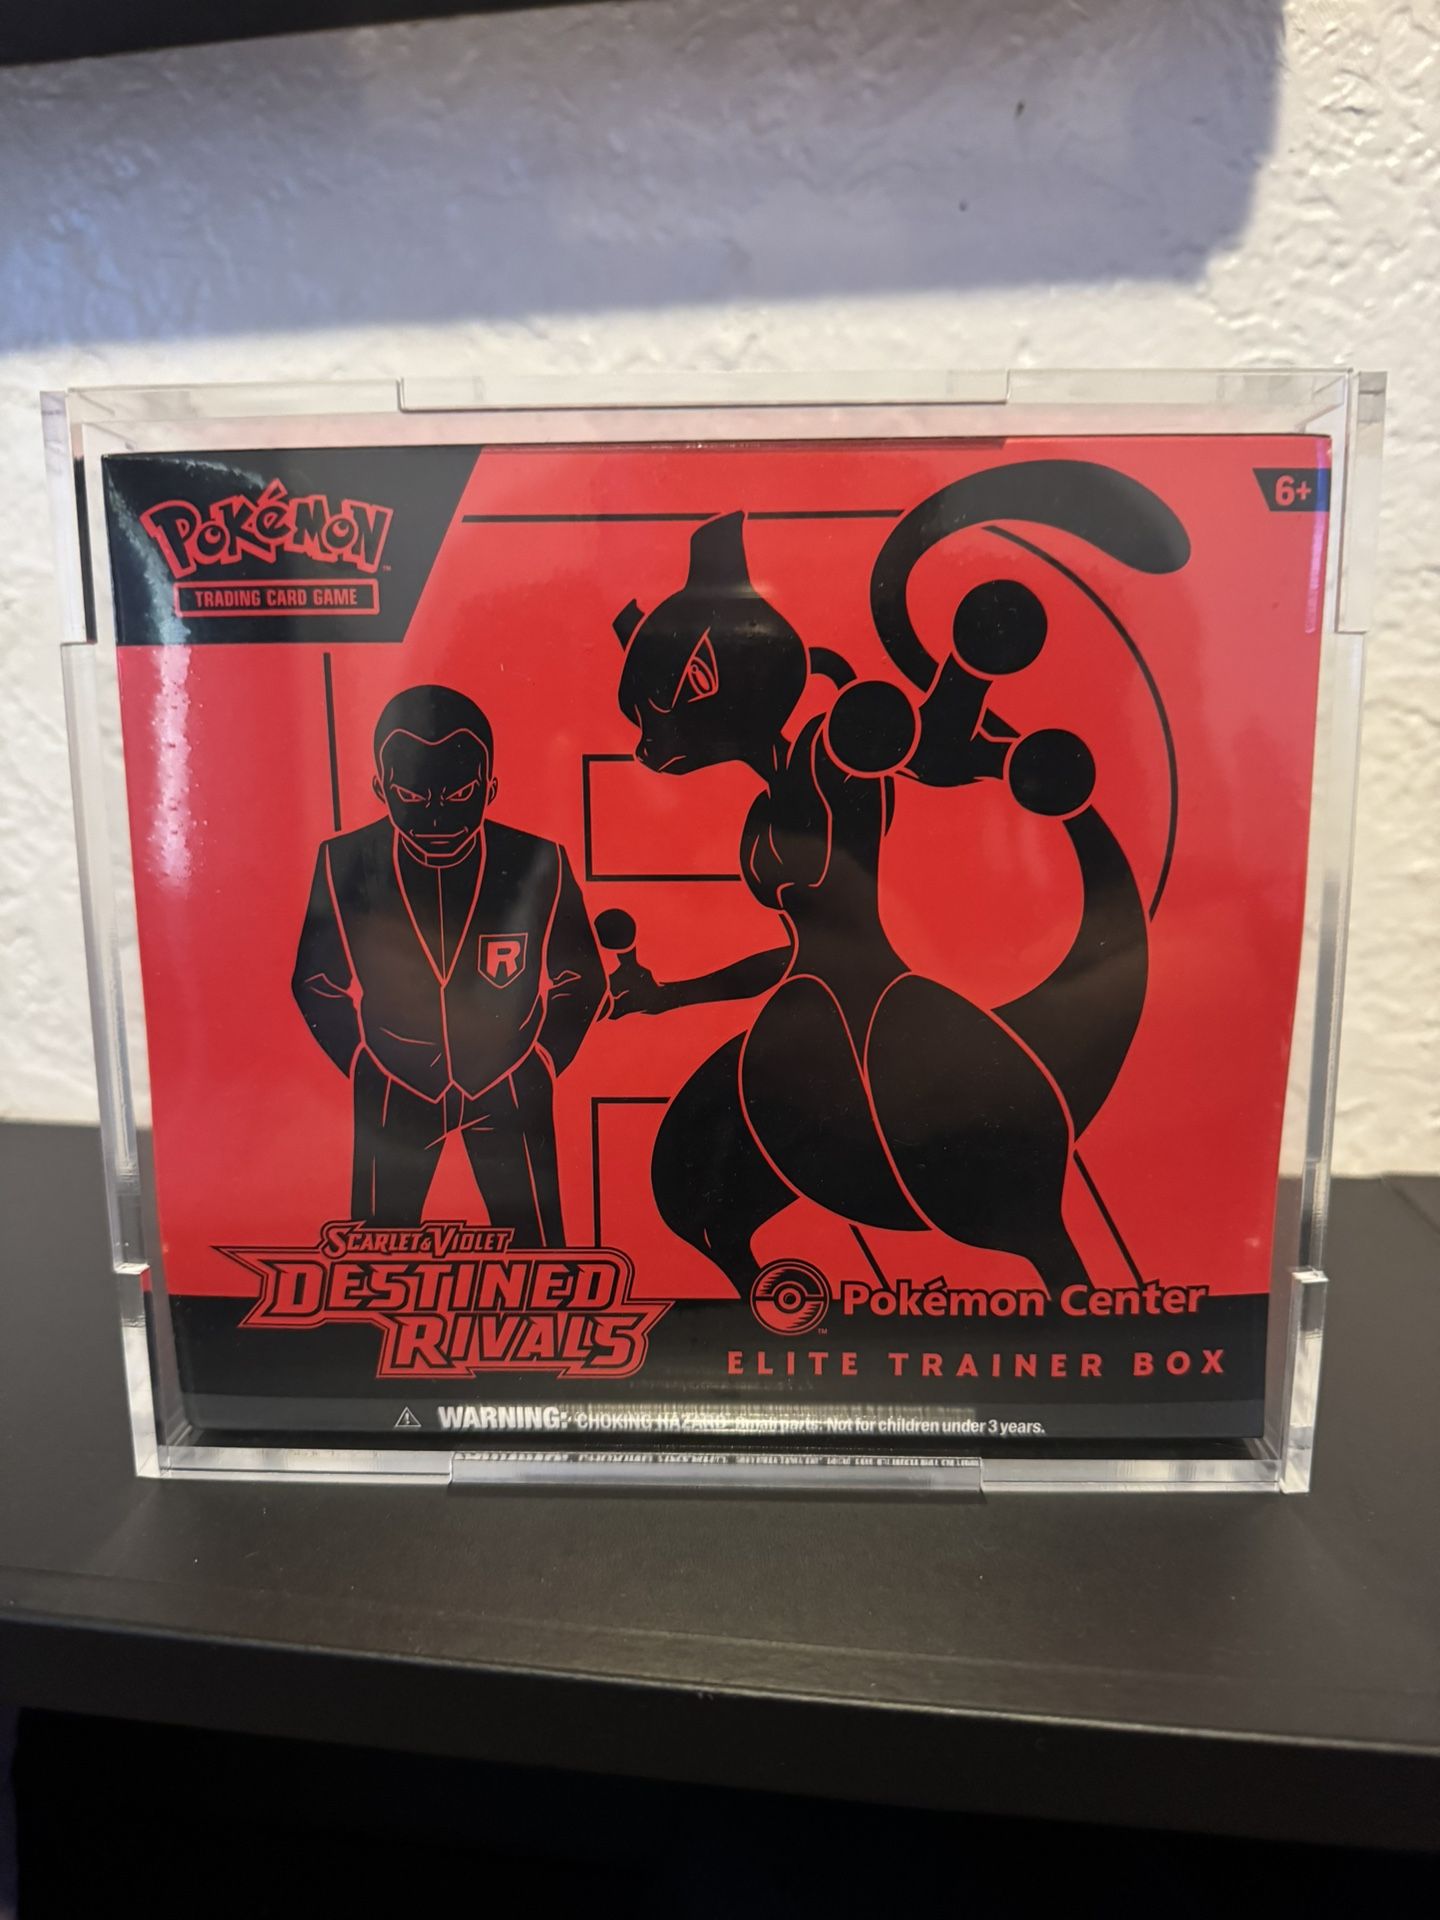 POKéMON
TRADING CARD GAME
6+
R
SCARLET & VIOLET
DESTINED
RIVALS
Pokémon Center
ELITE TRAINER BOX
TM
WARNING: CHOKING HAZARD Small parts. Not for children under 3 years.